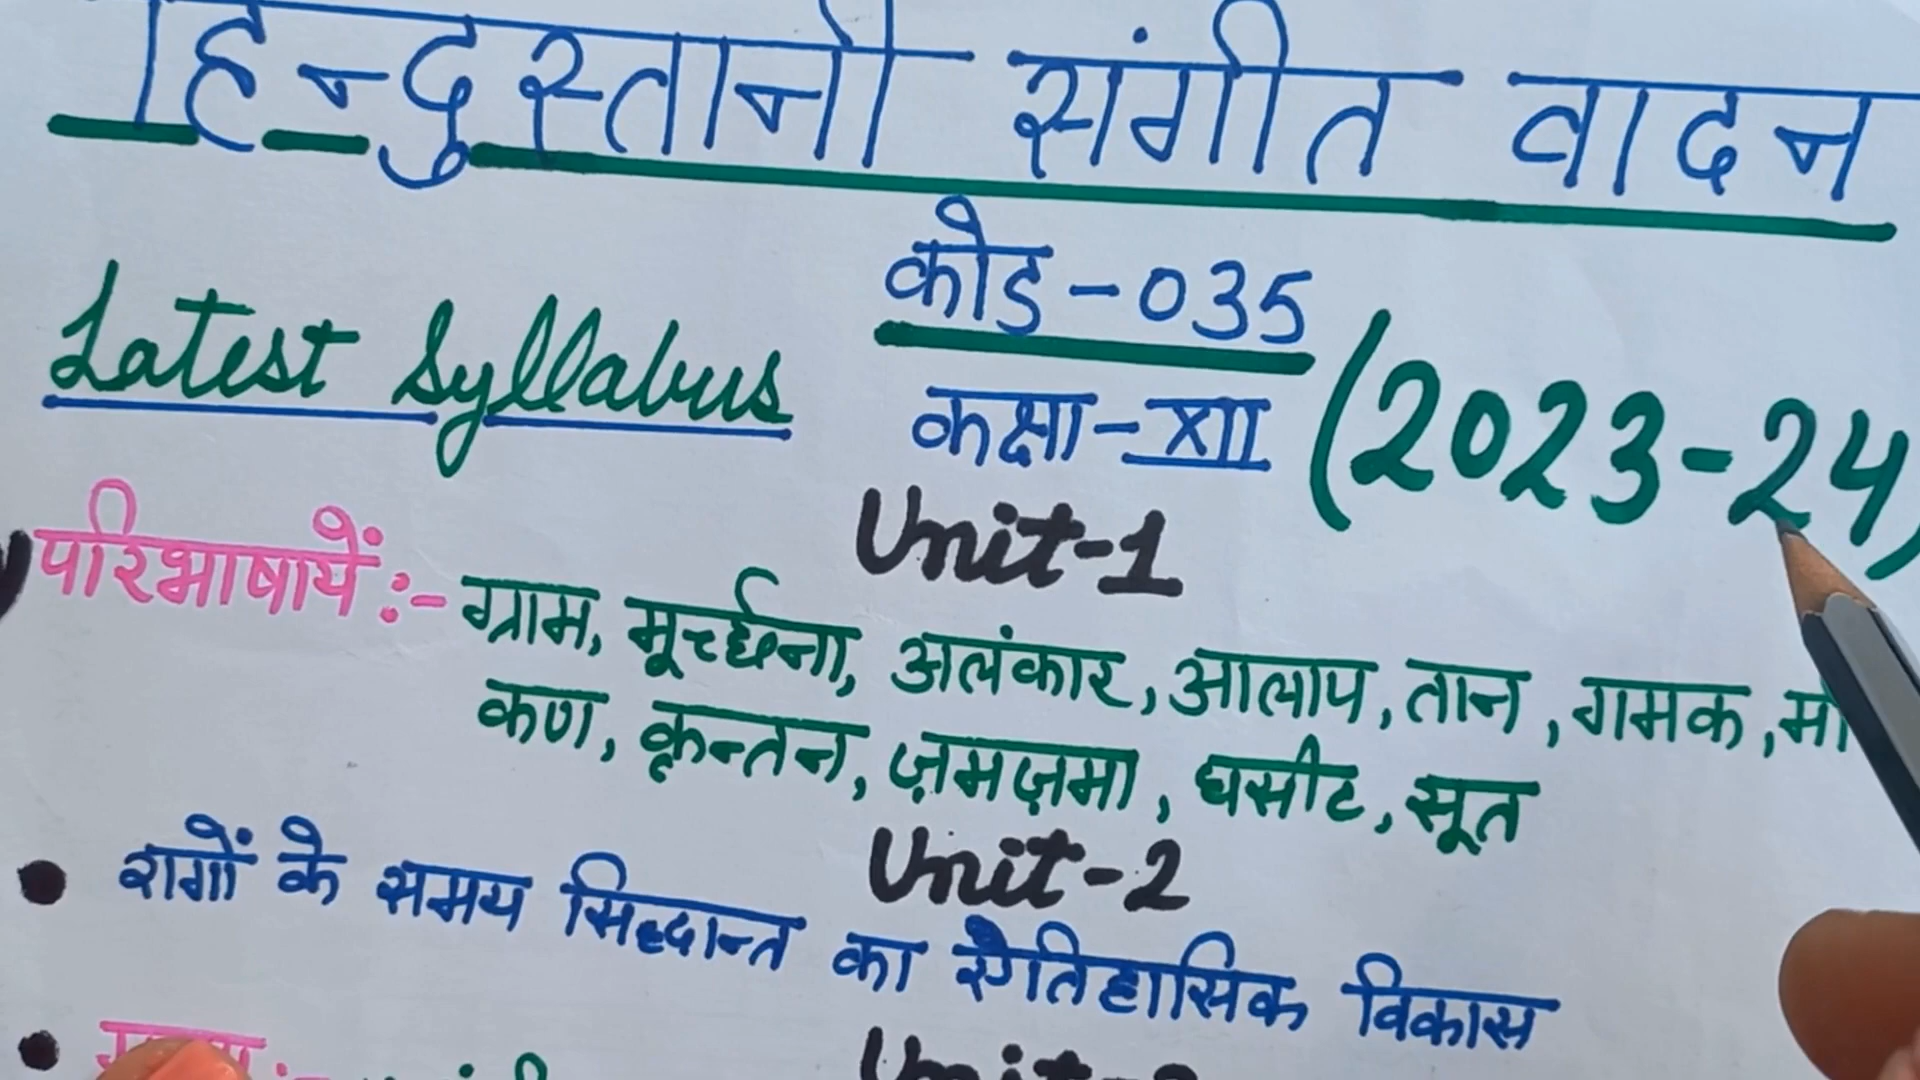 हिन्दुस्तानी संगीत वादन
कोड-035
Latest Syllabus
कक्षा-XII (2023-24)
Unit-1
परिभाषायें:- ग्राम, मूर्च्छना, अलंकार, आलाप, तान, गमक,
कण, कृन्तन, ज़मज़मा, घसीट, सूत
Unit-2
• रागों के समय सिद्धान्त का ऐतिहासिक विकास